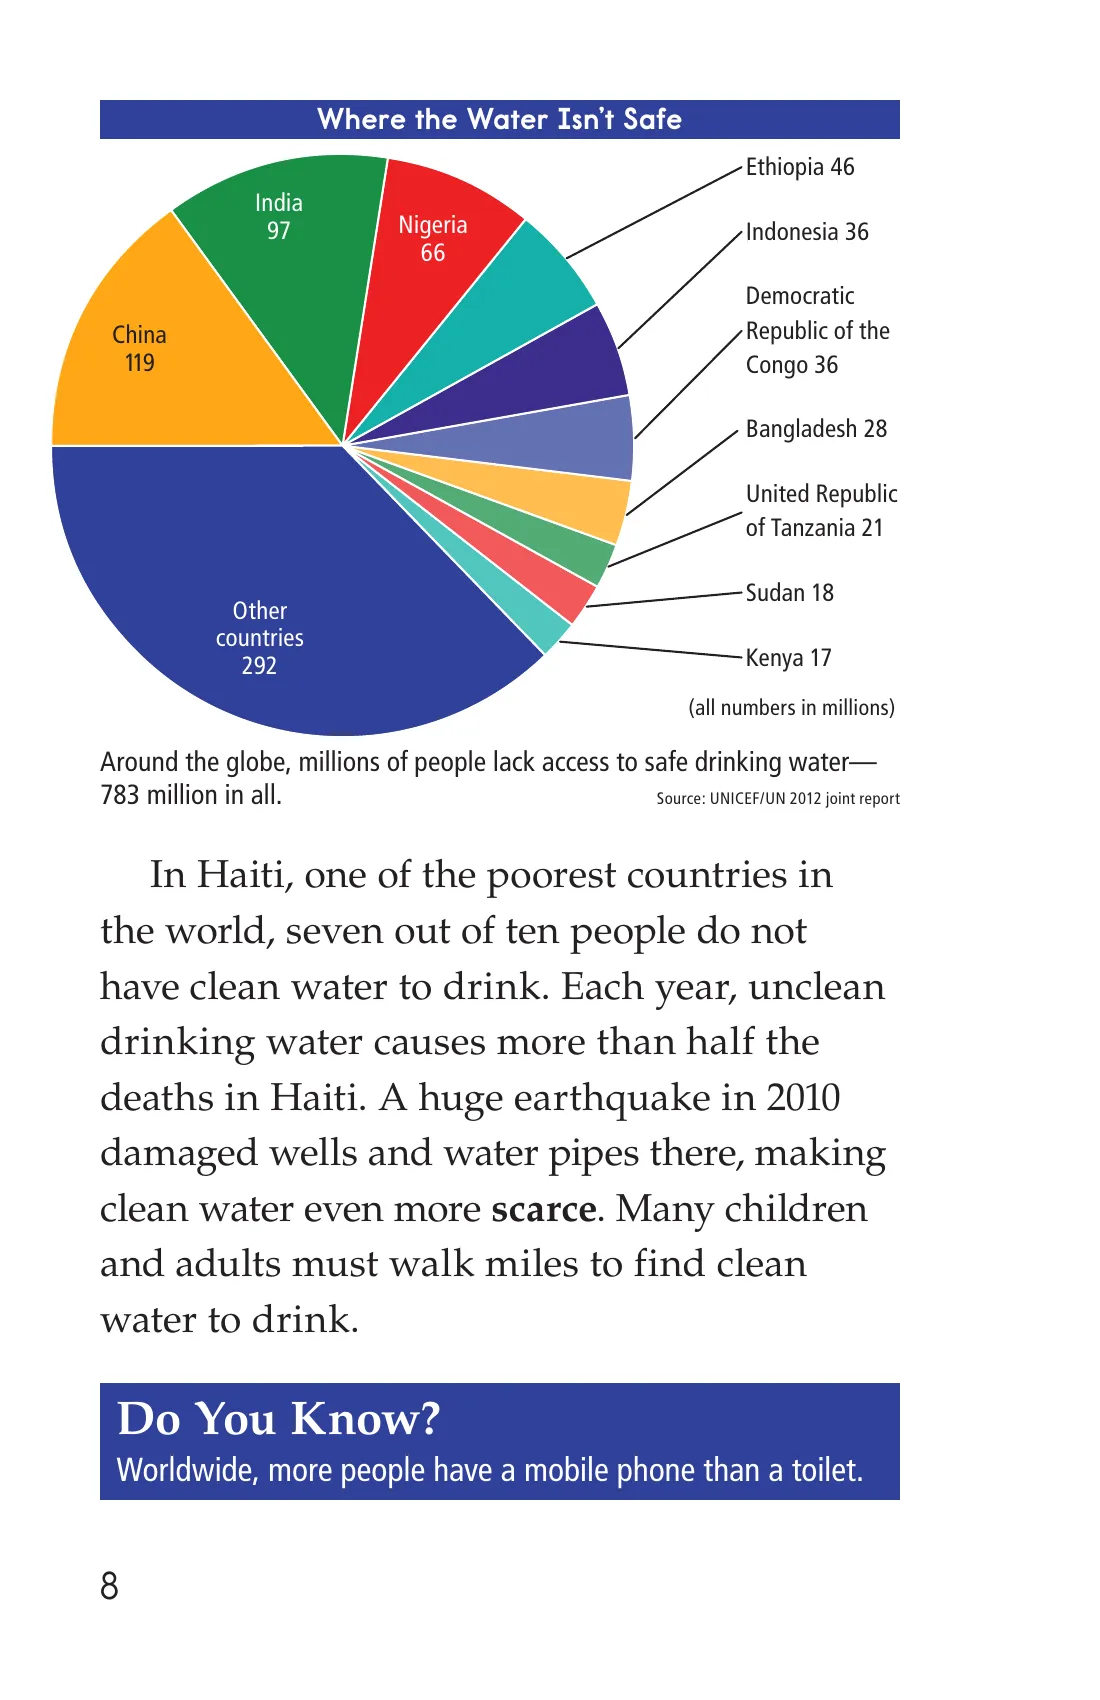 Where the Water Isn't Safe
India
97
Nigeria
66
China
119
Other
countries
292
Ethiopia 46
Indonesia 36
Democratic
Republic of the
Congo 36
Bangladesh 28
United Republic
of Tanzania 21
Sudan 18
Kenya 17
(all numbers in millions)
Around the globe, millions of people lack access to safe drinking water—
783 million in all.
Source: UNICEF/UN 2012 joint report
In Haiti, one of the poorest countries in
the world, seven out of ten people do not
have clean water to drink. Each year, unclean
drinking water causes more than half the
deaths in Haiti. A huge earthquake in 2010
damaged wells and water pipes there, making
clean water even more scarce. Many children
and adults must walk miles to find clean
water to drink.
Do You Know?
Worldwide, more people have a mobile phone than a toilet.
8